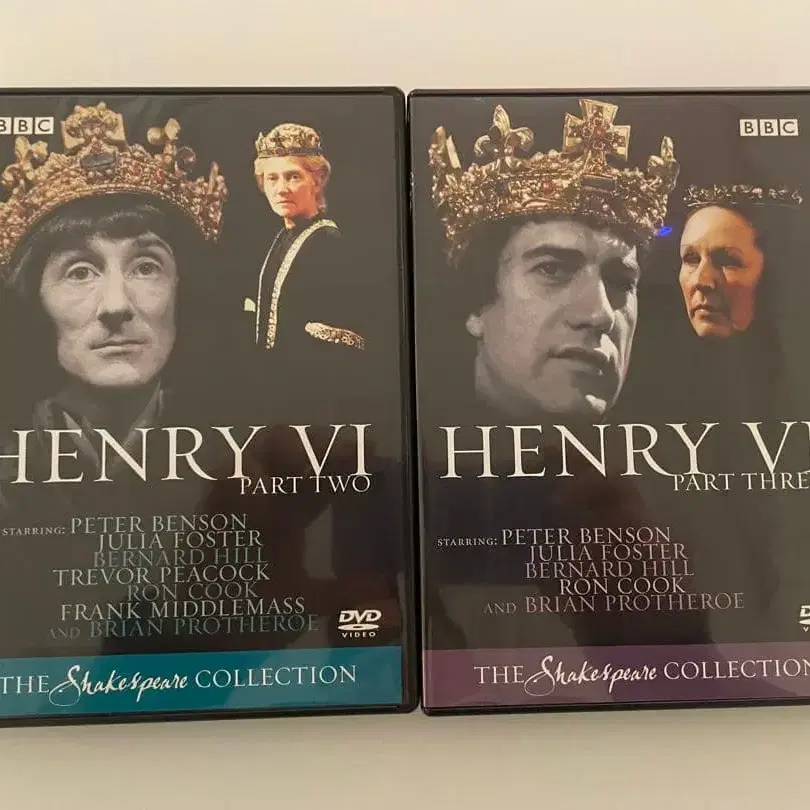 BBC
HENRY VI
PART TWO
STARRING: PETER BENSON
JULIA FOSTER
BERNARD HILL
TREVOR PEACOCK
RON COOK
FRANK MIDDLEMASS
AND BRIAN PROTHEROE
DVD
VIDEO
THE Shakespeare COLLECTION
BBC
HENRY VI
PART THREE
STARRING: PETER BENSON
JULIA FOSTER
BERNARD HILL
RON COOK
AND BRIAN PROTHEROE
THE Shakespeare COLLECTION